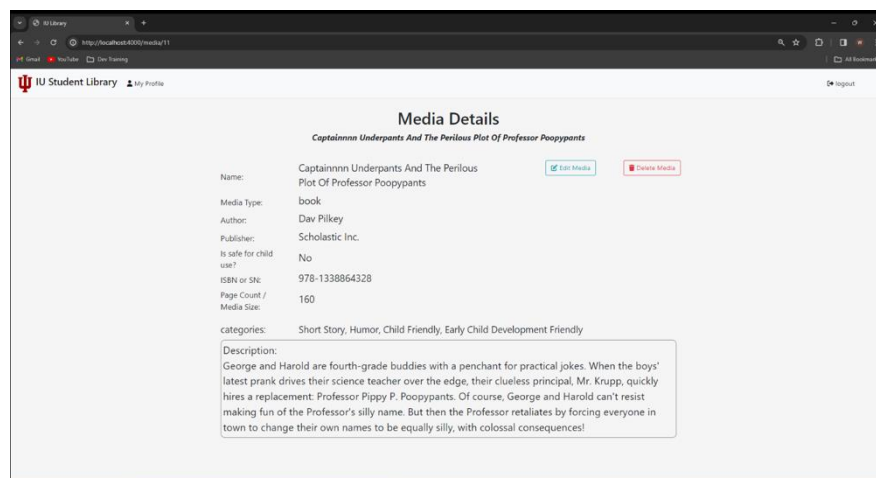 IU Library
http://localhost:4000/media/11
Gmail YouTube Dev Training All Bookmark
IU Student Library My Profile logout
Media Details
Captainnnn Underpants And The Perilous Plot Of Professor Poopypants
Name: Captainnnn Underpants And The Perilous
Plot Of Professor Poopypants
Edit Media Delete Media
Media Type: book
Author: Dav Pilkey
Publisher: Scholastic Inc.
Is safe for child
use? No
ISBN or SN: 978-1338864328
Page Count /
Media Size: 160
categories: Short Story, Humor, Child Friendly, Early Child Development Friendly
Description:
George and Harold are fourth-grade buddies with a penchant for practical jokes. When the boys'
latest prank drives their science teacher over the edge, their clueless principal, Mr. Krupp, quickly
hires a replacement: Professor Pippy P. Poopypants. Of course, George and Harold can't resist
making fun of the Professor's silly name. But then the Professor retaliates by forcing everyone in
town to change their own names to be equally silly, with colossal consequences!